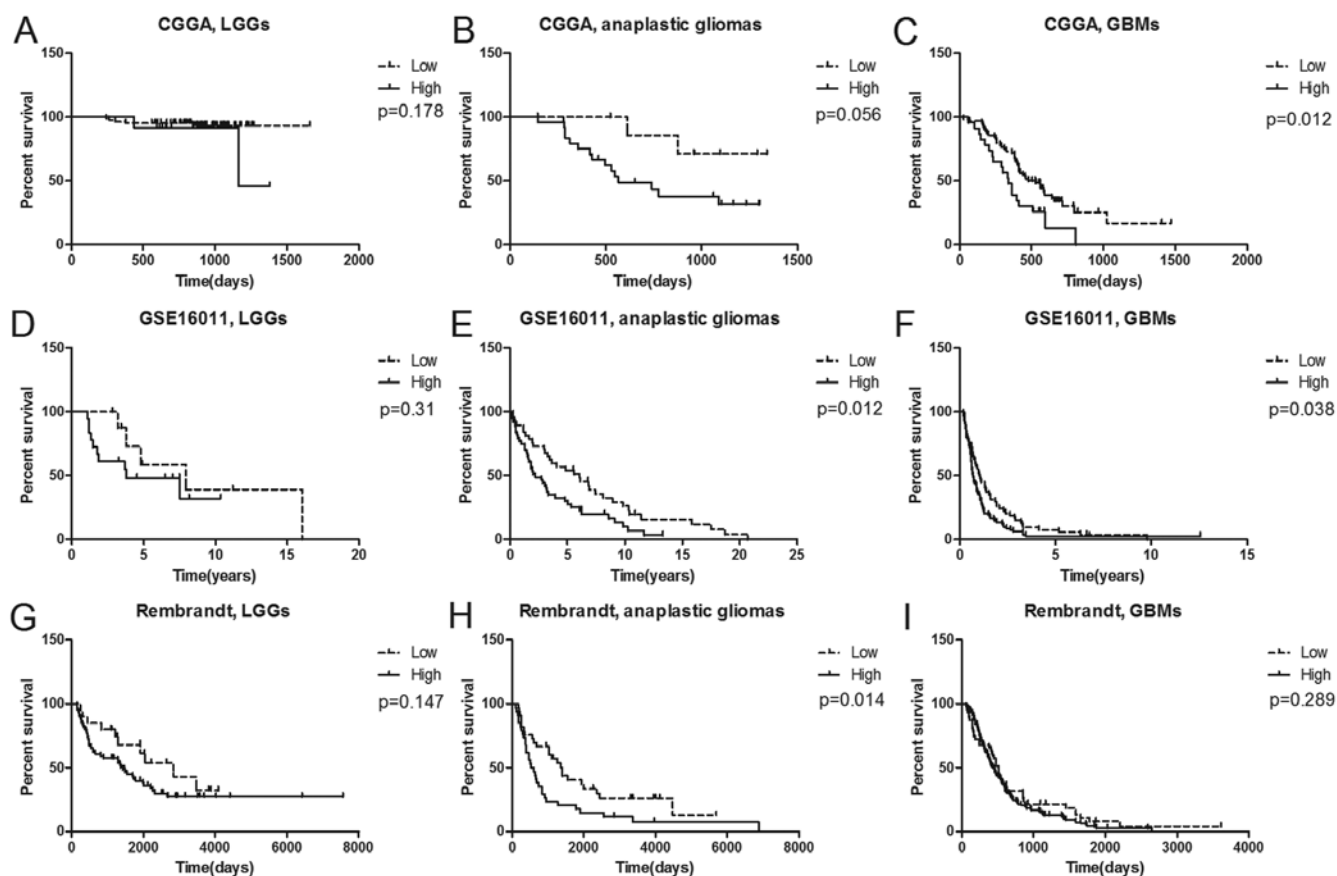 A
CGGA, LGGs
150
100
50
0
0 500 1000 1500 2000
Percent survival
Time(days)
Low
High
p=0.178
B
CGGA, anaplastic gliomas
150
100
50
0
0 500 1000 1500
Percent survival
Time(days)
Low
High
p=0.056
C
CGGA, GBMs
150
100
50
0
0 500 1000 1500 2000
Percent survival
Time(days)
Low
High
p=0.012
D
GSE16011, LGGs
150
100
50
0
0 5 10 15 20
Percent survival
Time(years)
Low
High
p=0.31
E
GSE16011, anaplastic gliomas
150
100
50
0
0 5 10 15 20 25
Percent survival
Time(years)
Low
High
p=0.012
F
GSE16011, GBMs
150
100
50
0
0 5 10 15
Percent survival
Time(years)
Low
High
p=0.038
G
Rembrandt, LGGs
150
100
50
0
0 2000 4000 6000 8000
Percent survival
Time(days)
Low
High
p=0.147
H
Rembrandt, anaplastic gliomas
150
100
50
0
0 2000 4000 6000 8000
Percent survival
Time(days)
Low
High
p=0.014
I
Rembrandt, GBMs
150
100
50
0
0 1000 2000 3000 4000
Percent survival
Time(days)
Low
High
p=0.289